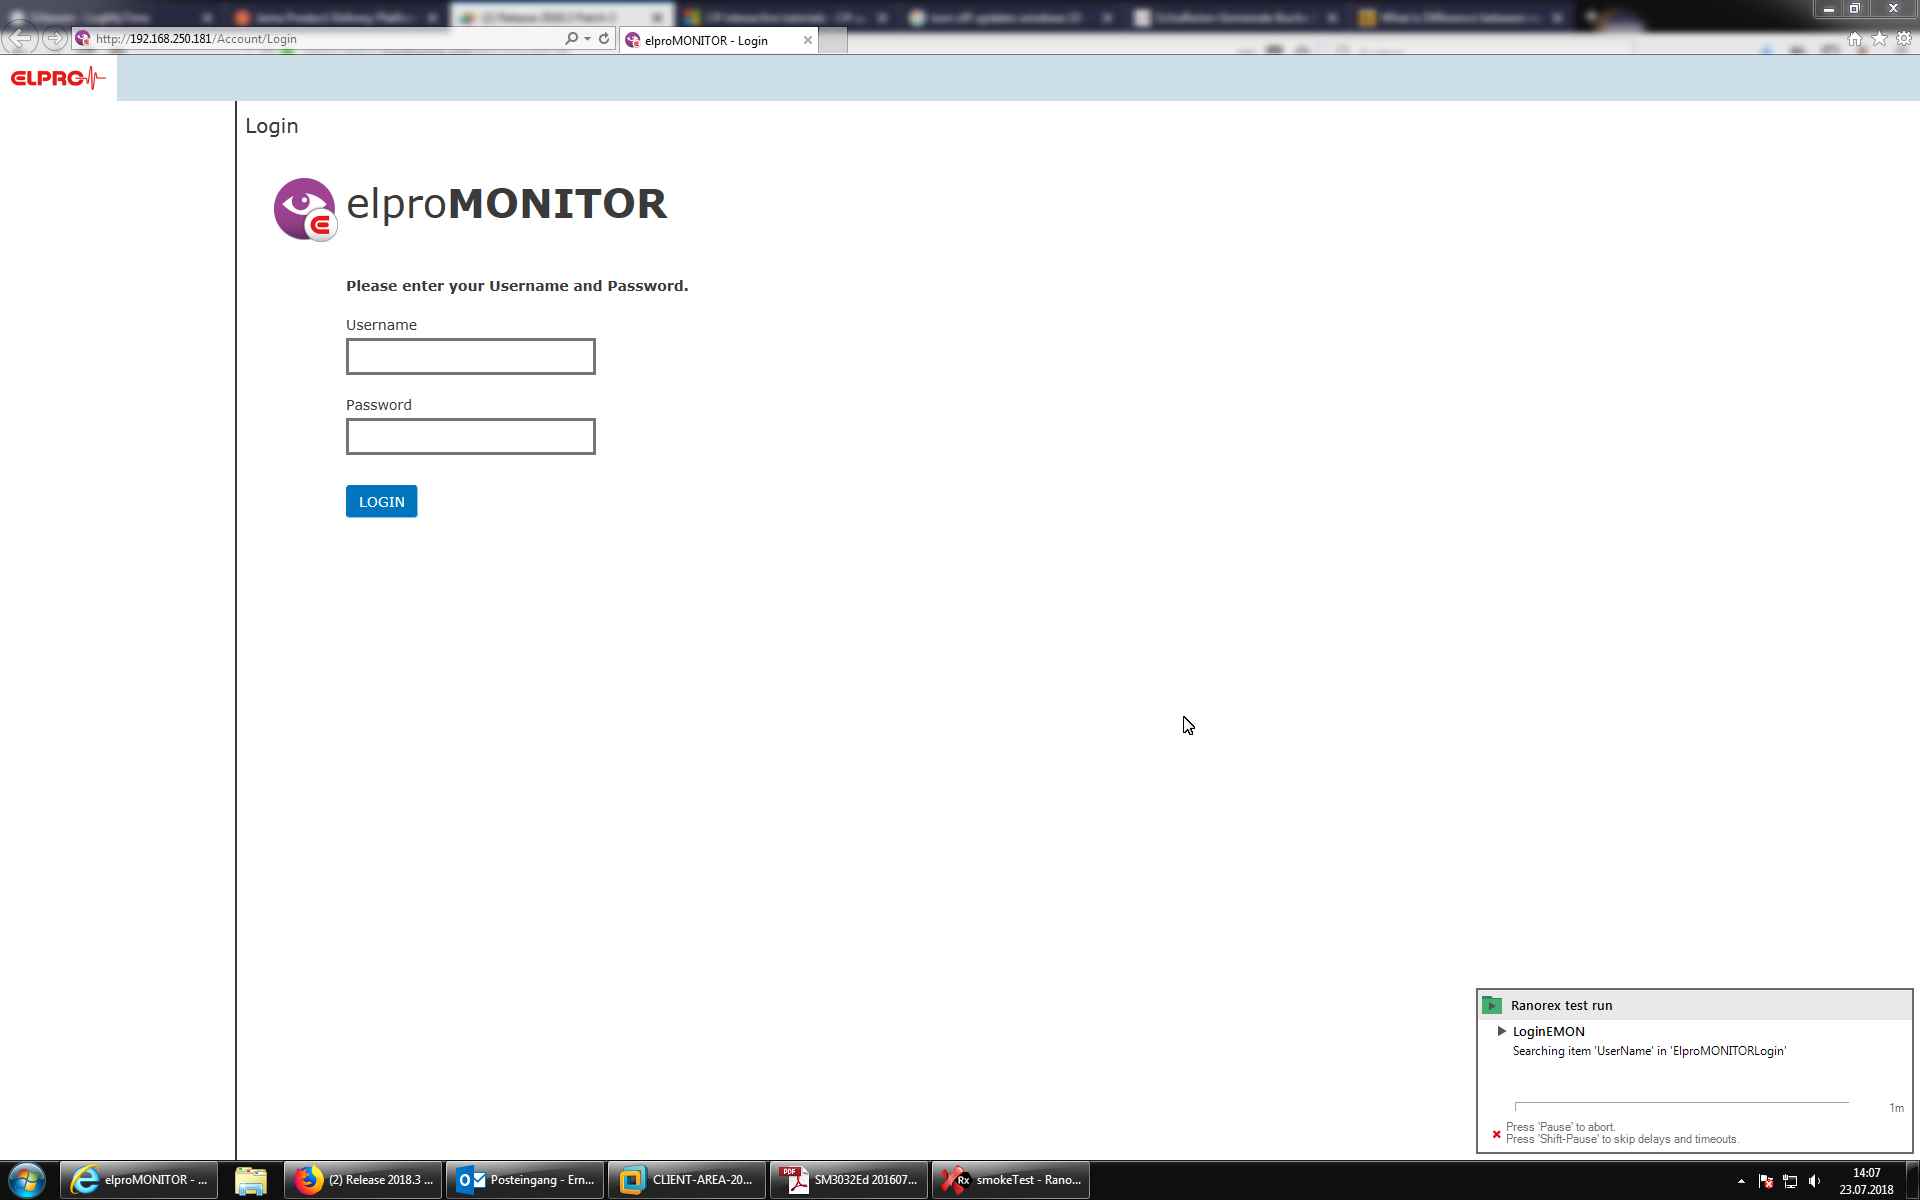 http://192.168.250.181/Account/Login
elproMONITOR - Login
ELPRO
Login
elproMONITOR
Please enter your Username and Password.
Username
Password
LOGIN
Ranorex test run
LoginEMON
Searching item 'UserName' in 'ElproMONITORLogin'
1m
Press 'Pause' to abort.
Press 'Shift-Pause' to skip delays and timeouts.
elproMONITOR - ...
(2) Release 2018.3 ...
Posteingang - Ern...
CLIENT-AREA-20...
PDF
SM3032Ed 201607...
Rx
smokeTest - Rano...
14:07
23.07.2018